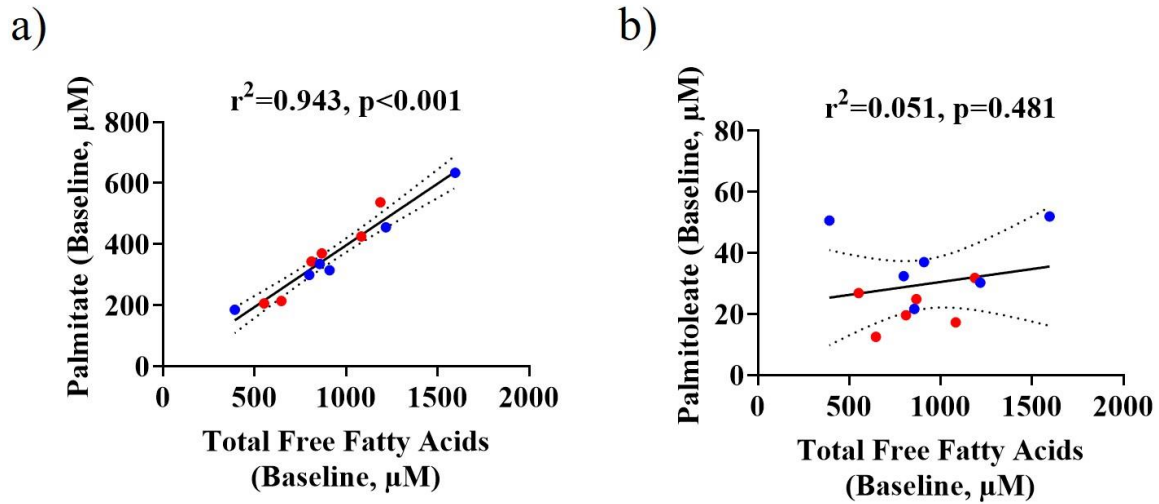 a)
r²=0.943, p<0.001
Palmitate (Baseline, µM)
800
600
400
200
0
0 500 1000 1500 2000
Total Free Fatty Acids
(Baseline, µM)
b)
r²=0.051, p=0.481
Palmitoleate (Baseline, µM)
80
60
40
20
0
0 500 1000 1500 2000
Total Free Fatty Acids
(Baseline, µM)